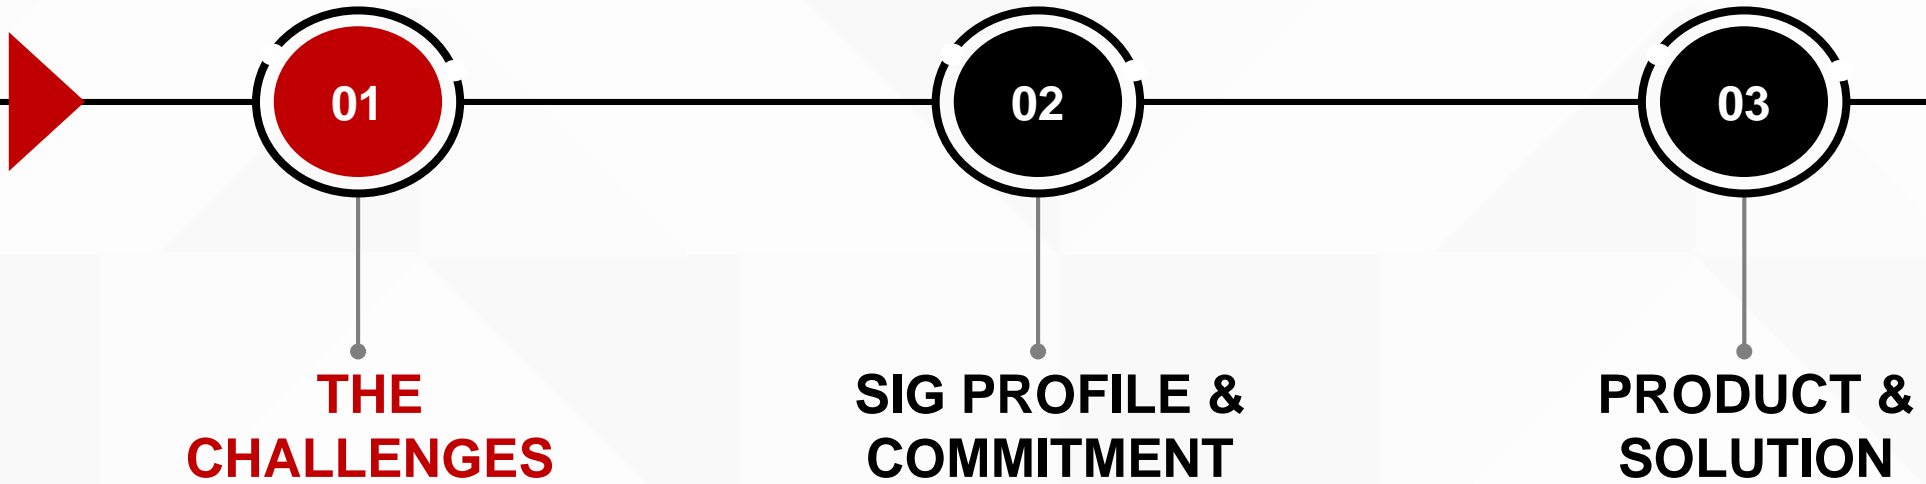 01
02
03
THE
CHALLENGES
SIG PROFILE &
COMMITMENT
PRODUCT &
SOLUTION